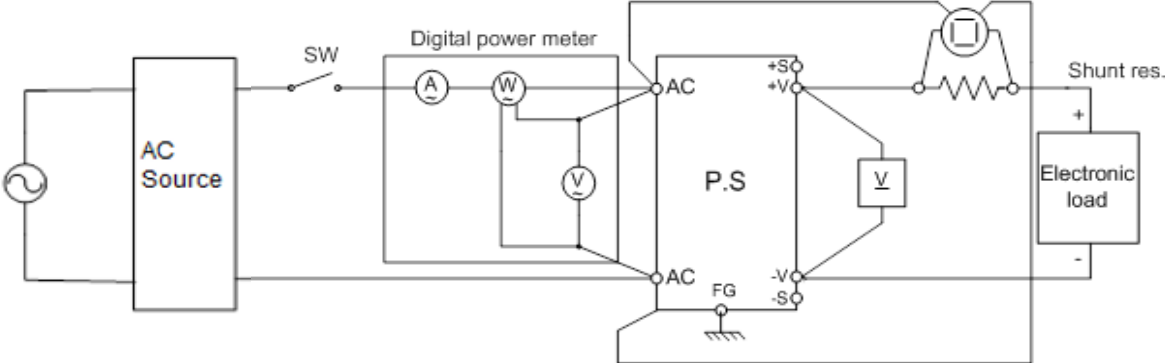 Digital power meter
SW
A
W
AC
+S
+V
Shunt res.
+
AC
Source
V
P.S
V
Electronic
load
AC
FG
-V
-S
-